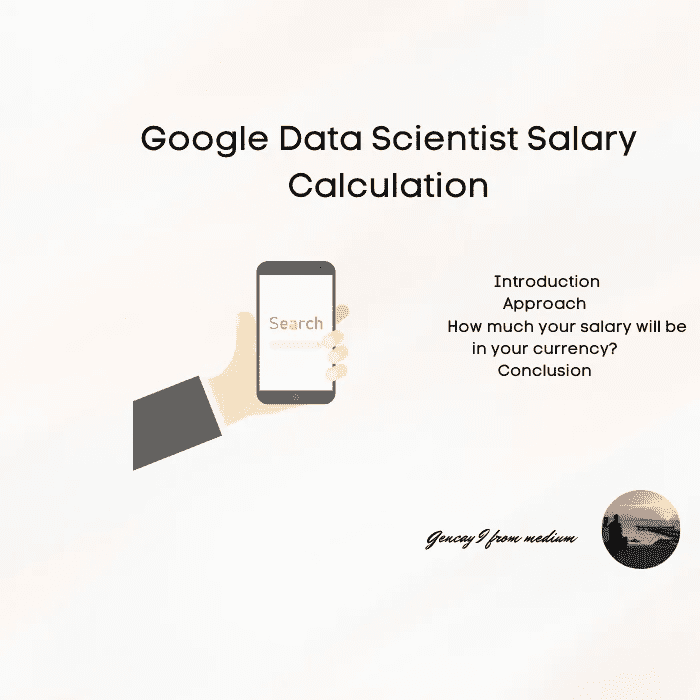 Google Data Scientist Salary
Calculation
Search
Introduction
Approach
How much your salary will be
in your currency?
Conclusion
Gencay I from medium